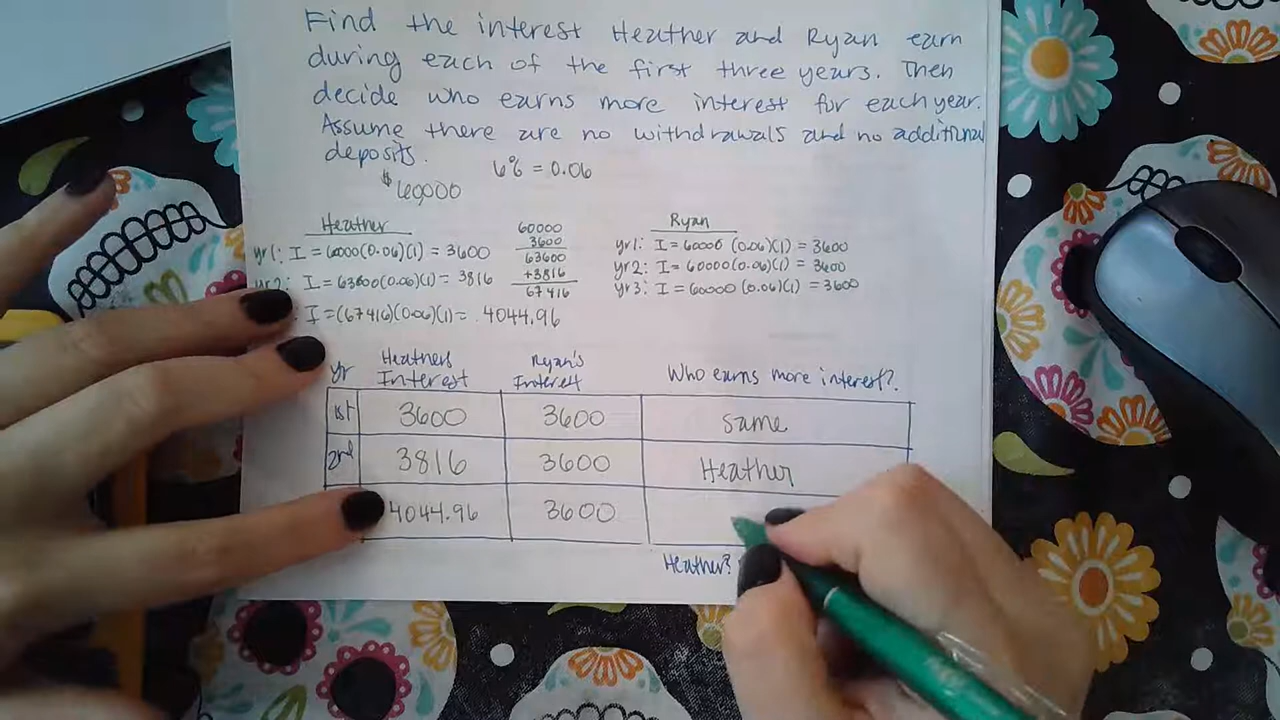 Find the interest Heather and Ryan earn
during each of the first three years. Then
decide who earns more interest for each year.
Assume there are no withdrawals and no additional
deposits.
6% = 0.06
$60000
Heather
yr1: I = 6000(0.06)(1) = 3600
yr2: I = 63600(0.06)(1) = 3816
I = (67416)(0.06)(1) = 4044.96
60000
3600
63600
+3816
67416
Ryan
yr1: I = 60000 (0.06)(1) = 3600
yr2: I = 60000(0.06)(1) = 3600
yr3: I = 60000 (0.06)(1) = 3600
yr Heather's Interest Ryan's Interest Who earns more interest?
1st 3600 3600 same
2nd 3816 3600 Heather
4044.96 3600
Heather?